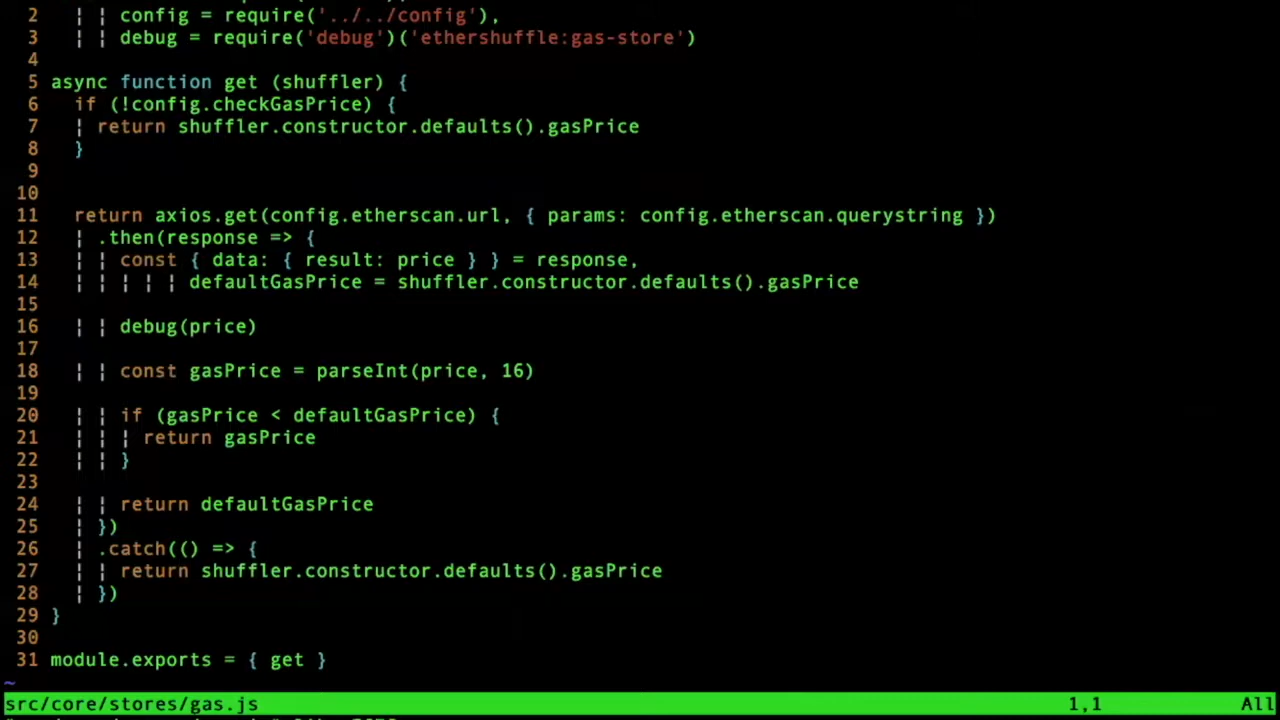 2 config = require('../../config'),
3 debug = require('debug')('ethershuffle:gas-store')
4
5 async function get (shuffler) {
6 if (!config.checkGasPrice) {
7 return shuffler.constructor.defaults().gasPrice
8 }
9
10
11 return axios.get(config.etherscan.url, { params: config.etherscan.querystring })
12 .then(response => {
13 const { data: { result: price } } = response,
14 defaultGasPrice = shuffler.constructor.defaults().gasPrice
15
16 debug(price)
17
18 const gasPrice = parseInt(price, 16)
19
20 if (gasPrice < defaultGasPrice) {
21 return gasPrice
22 }
23
24 return defaultGasPrice
25 })
26 .catch(() => {
27 return shuffler.constructor.defaults().gasPrice
28 })
29 }
30
31 module.exports = { get }
~
src/core/stores/gas.js 1,1 All